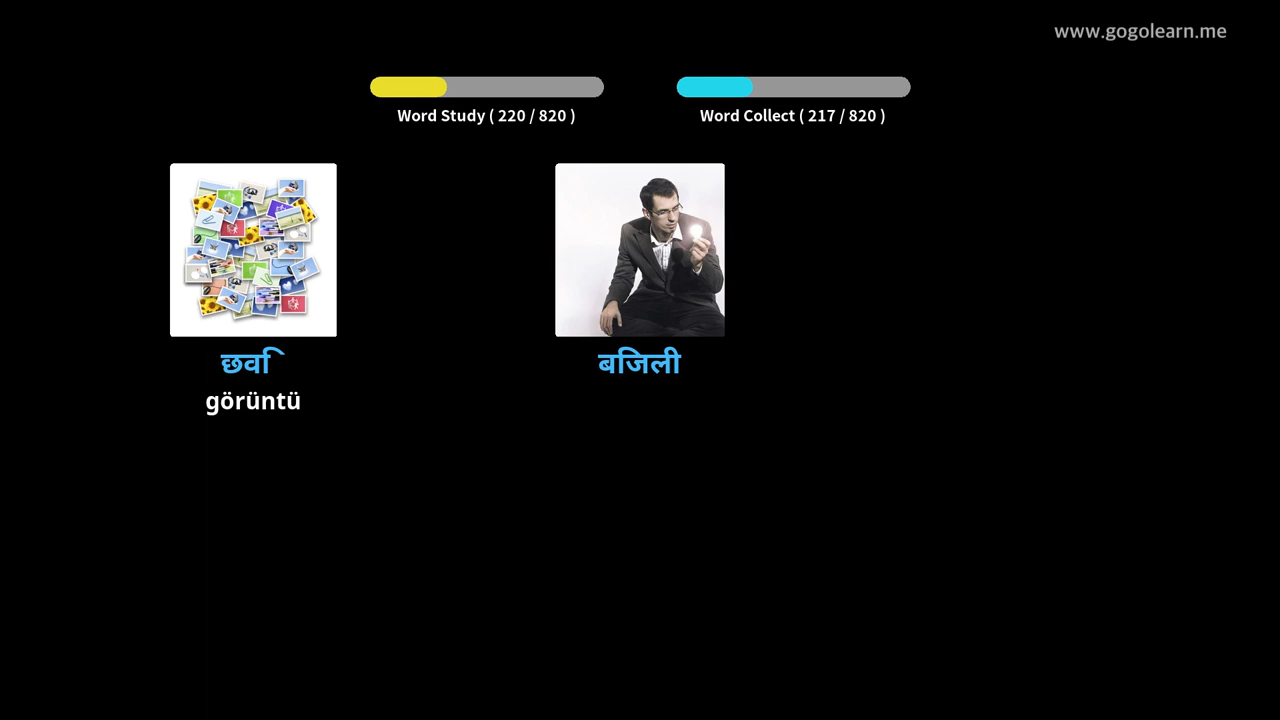 www.gogolearn.me
Word Study ( 220 / 820 )
Word Collect ( 217 / 820 )
छवि
görüntü
बिजली